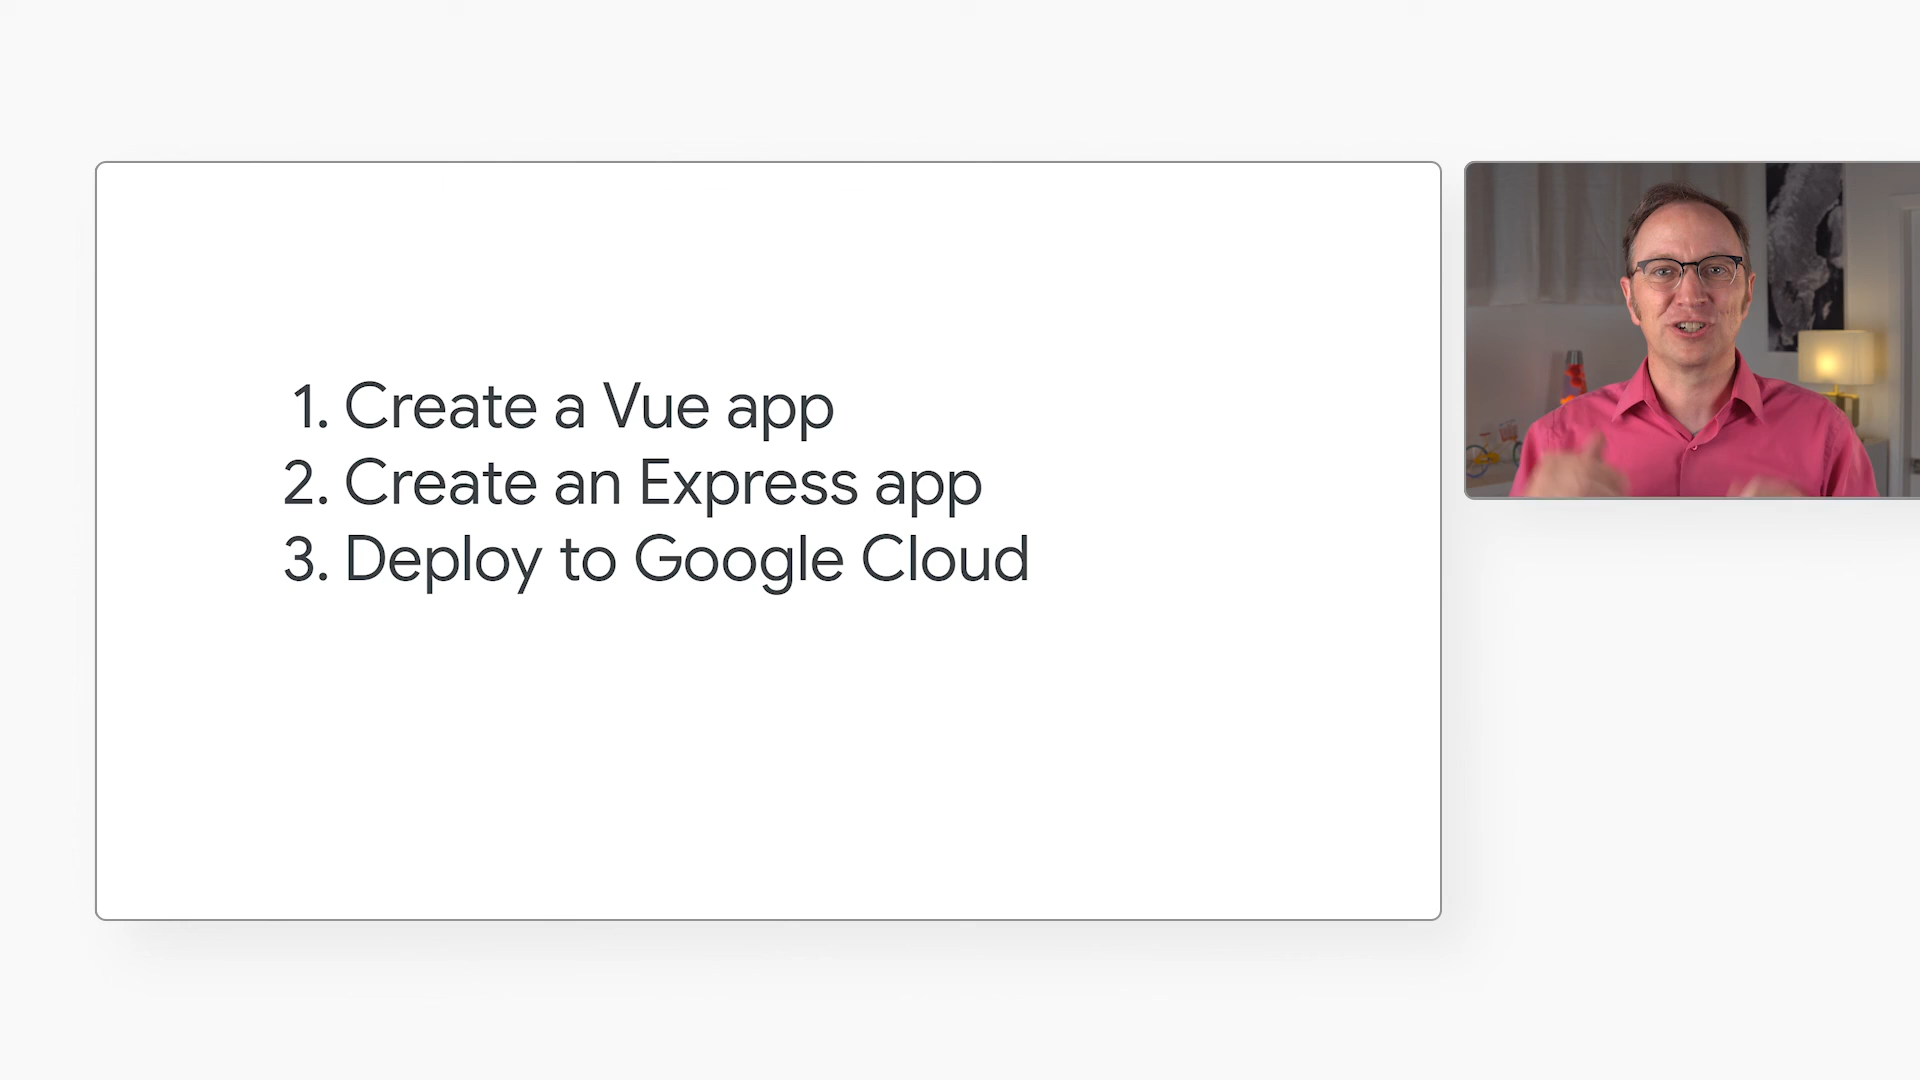 1. Create a Vue app
2. Create an Express app
3. Deploy to Google Cloud